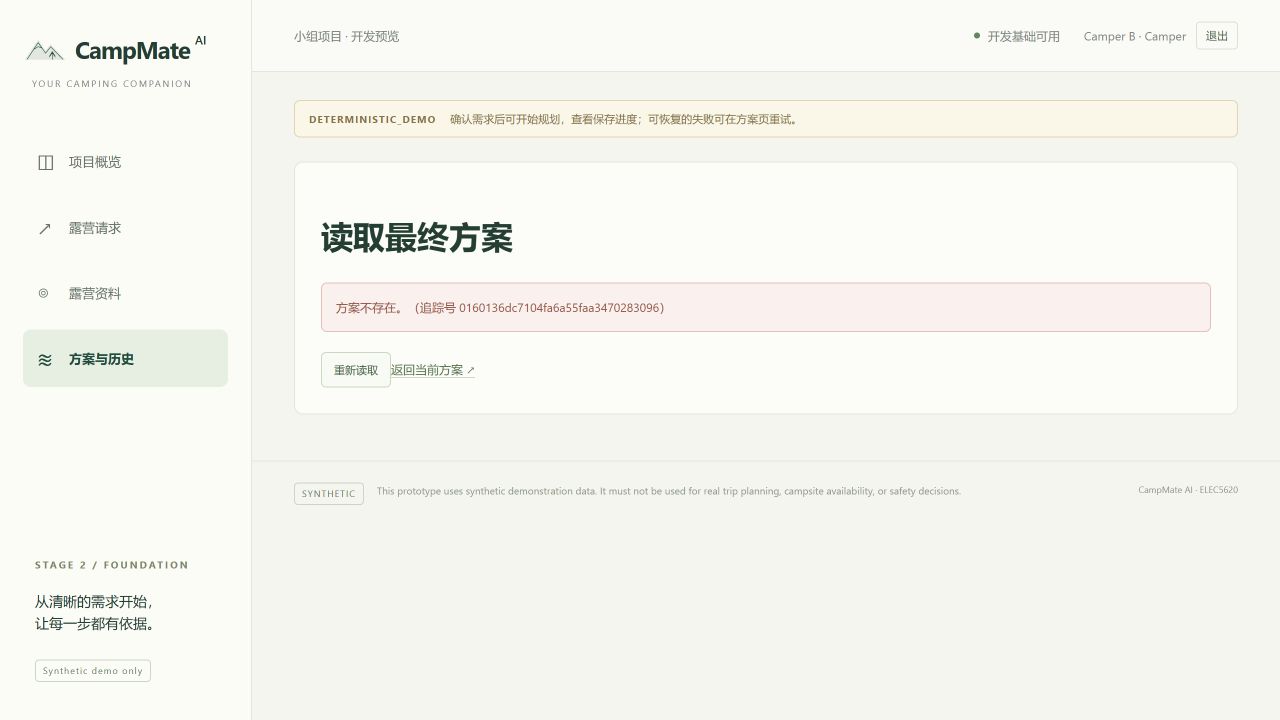 CampMate AI
YOUR CAMPING COMPANION
项目概览
露营请求
露营资料
方案与历史
STAGE 2 / FOUNDATION
从清晰的需求开始，
让每一步都有依据。
Synthetic demo only
小组项目 · 开发预览
开发基础可用
Camper B · Camper
退出
DETERMINISTIC_DEMO 确认需求后可开始规划，查看保存进度；可恢复的失败可在方案页重试。
读取最终方案
方案不存在。（追踪号 0160136dc7104fa6a55faa3470283096）
重新读取 返回当前方案 ↗
SYNTHETIC This prototype uses synthetic demonstration data. It must not be used for real trip planning, campsite availability, or safety decisions.
CampMate AI · ELEC5620